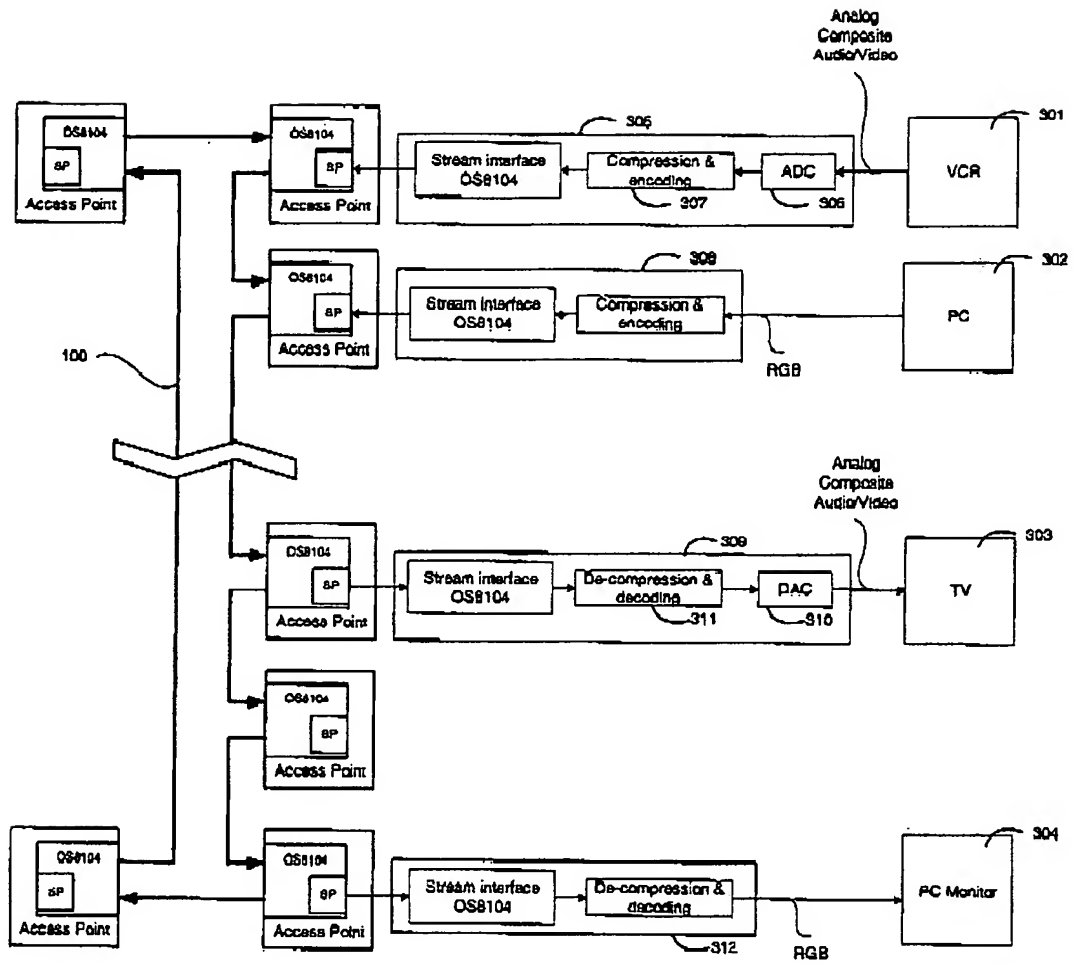 Analog
Composite
Audio/Video
301
VCR
305
OS8104
SP
Access Point
OS8104
SP
Access Point
Stream interface
OS8104
Compression &
encoding
307
ADC
306
302
PC
308
OS8104
SP
Access Point
Stream Interface
OS8104
Compression &
encoding
RGB
100
Analog
Composite
Audio/Video
303
TV
309
OS8104
SP
Access Point
Stream interface
OS8104
De-compression &
decoding
311
DAC
310
OS8104
SP
Access Point
304
PC Monitor
OS8104
SP
Access Point
OS8104
SP
Access Point
Stream interface
OS8104
De-compression &
decoding
312
RGB